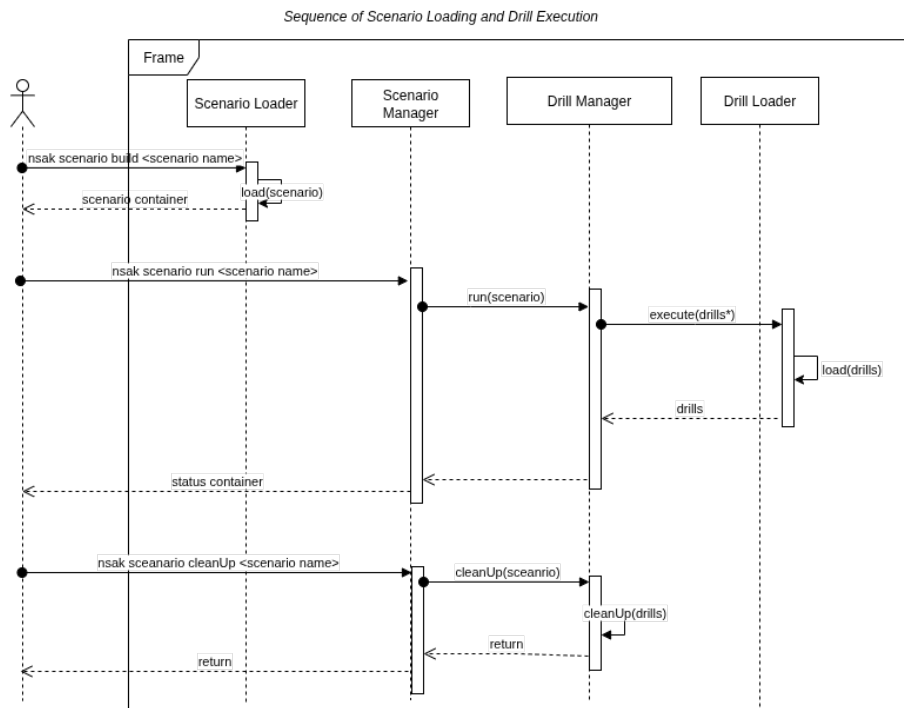 Sequence of Scenario Loading and Drill Execution
Frame
Scenario Loader
Scenario
Manager
Drill Manager
Drill Loader
nsak scenario build <scenario name>
load(scenario)
scenario container
nsak scenario run <scenario name>
run(scenario)
execute(drills*)
load(drills)
drills
status container
nsak sceanario cleanUp <scenario name>
cleanUp(sceanrio)
cleanUp(drills)
return
return